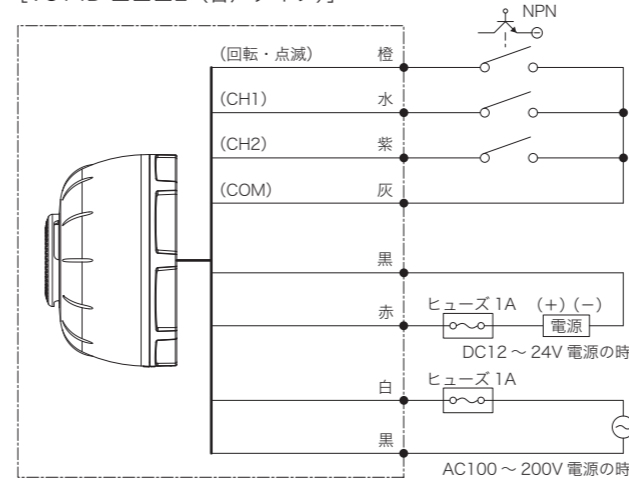 NPN
(回転・点滅) 橙
(CH1) 水
(CH2) 紫
(COM) 灰
黒
赤 ヒューズ 1A (+) (−)
電源
DC12～24V 電源の時
白 ヒューズ 1A
黒
AC100～200V 電源の時